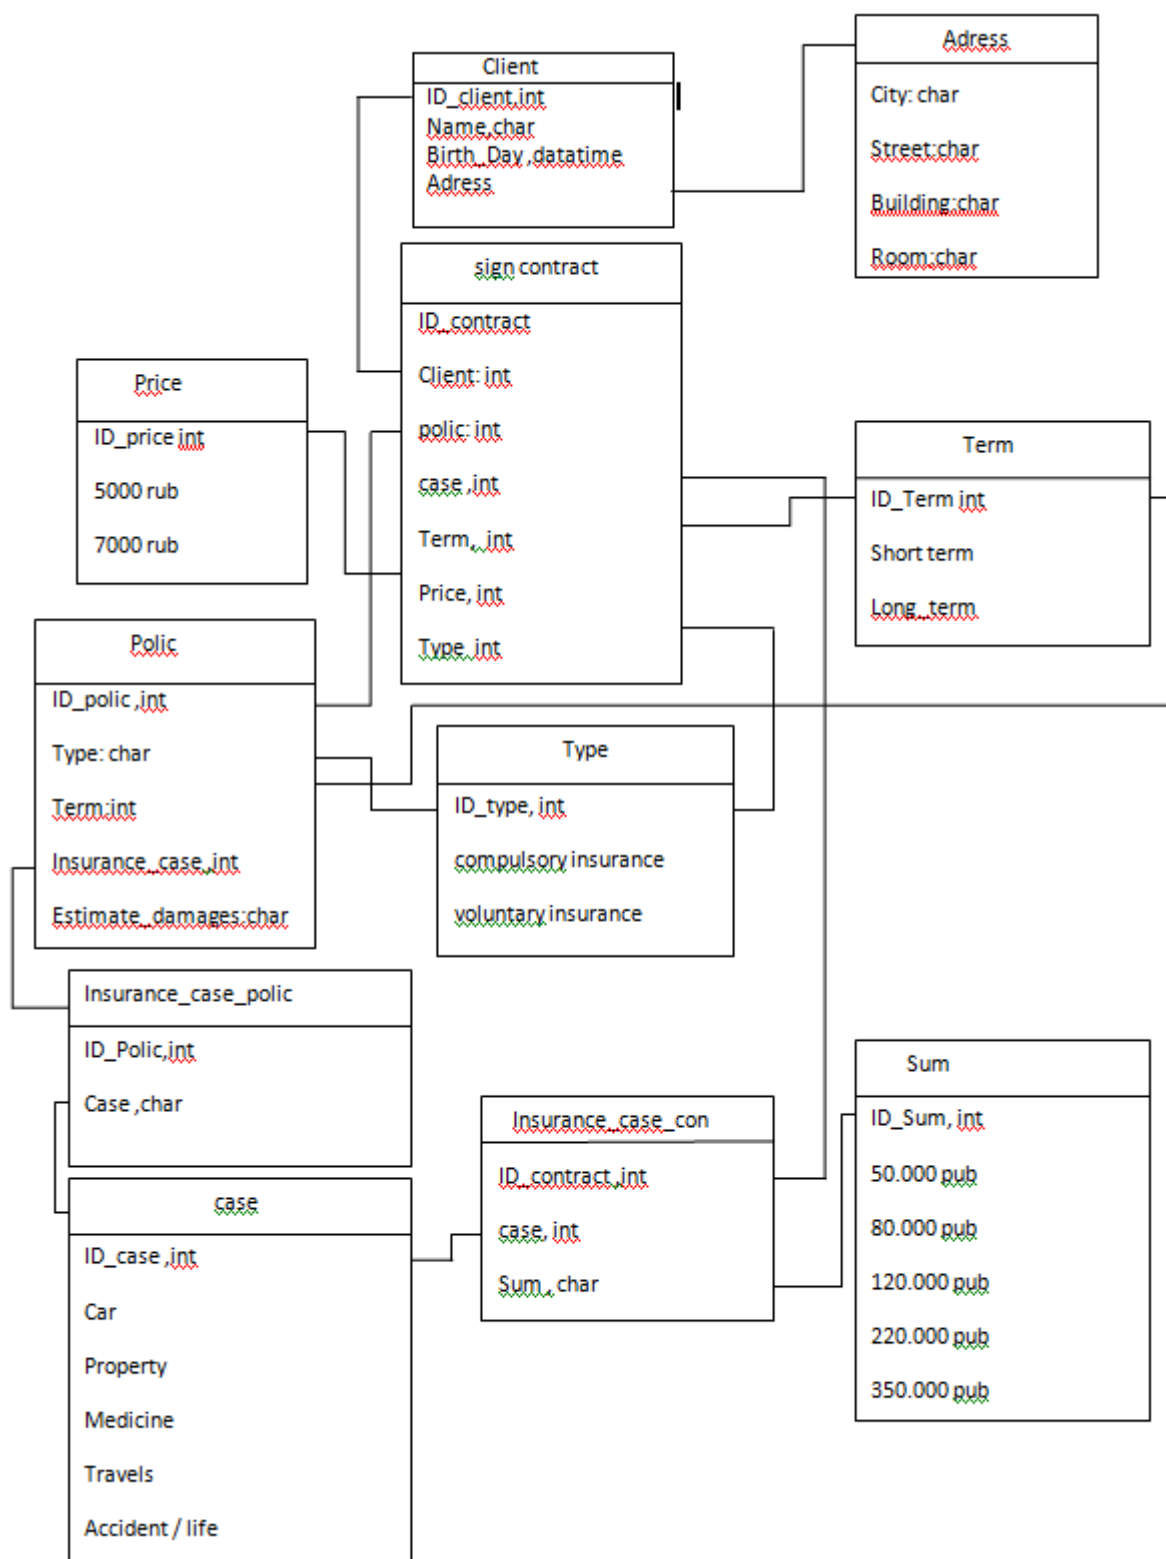 Client
ID_client,int
Name,char
Birth_Day ,datatime
Adress
Adress
City: char
Street:char
Building:char
Room:char
sign contract
ID_contract
Client: int
polic: int
case ,int
Term, int
Price, int
Type, int
Price
ID_price int
5000 rub
7000 rub
Term
ID_Term int
Short term
Long_term
Polic
ID_polic ,int
Type: char
Term:int
Insurance_case,int
Estimate_damages:char
Type
ID_type, int
compulsory insurance
voluntary insurance
Insurance_case_polic
ID_Polic,int
Case ,char
case
ID_case ,int
Car
Property
Medicine
Travels
Accident / life
Insurance_case_con
ID_contract,int
case, int
Sum , char
Sum
ID_Sum, int
50.000 pub
80.000 pub
120.000 pub
220.000 pub
350.000 pub